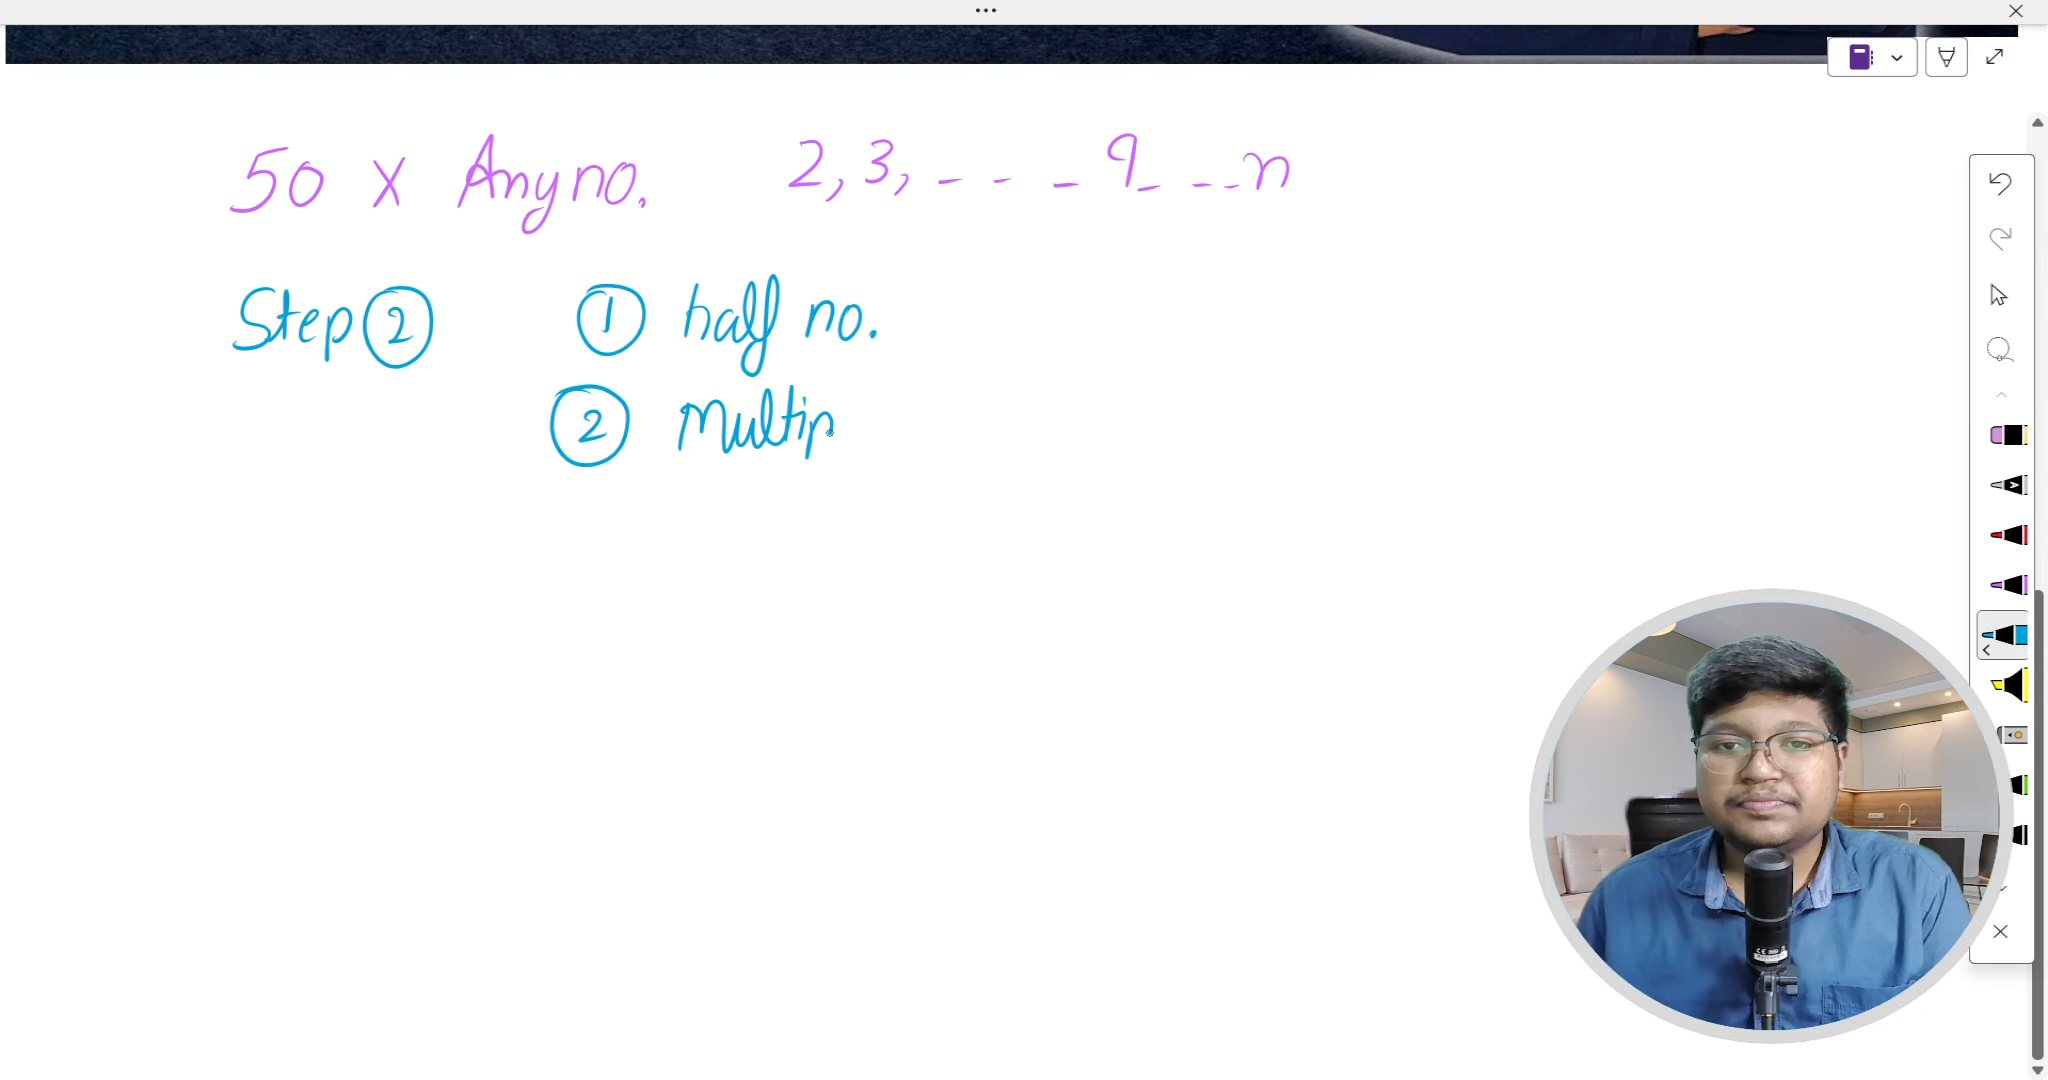 50 X Any no. 2, 3, - - - 9 - - - n
Step 2
1 half no.
2 Multip